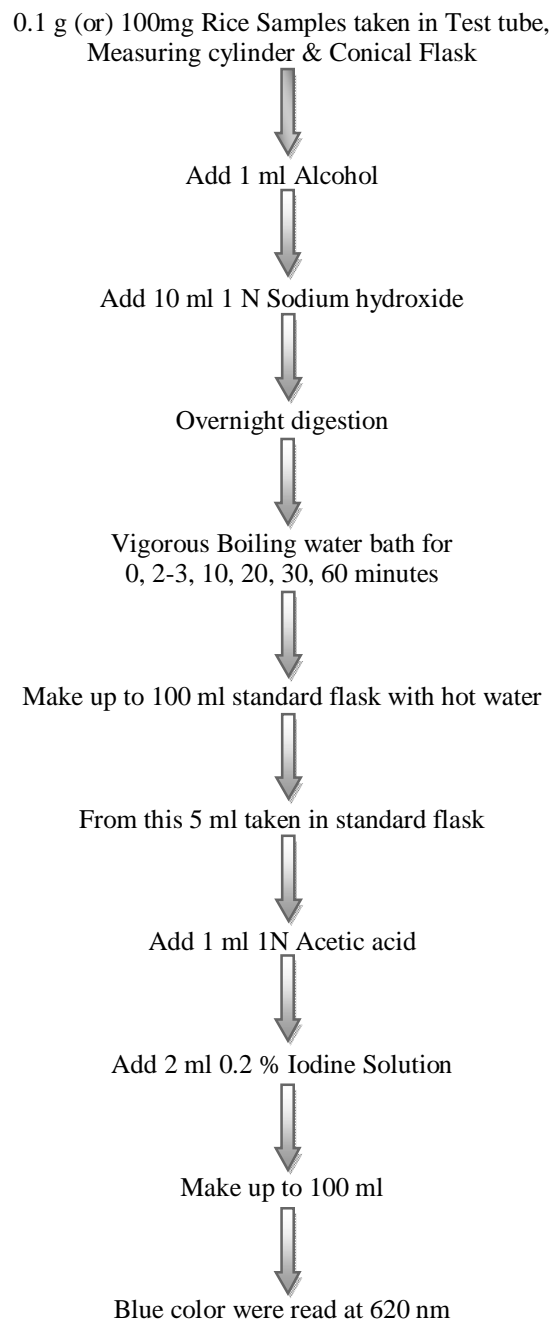 0.1 g (or) 100mg Rice Samples taken in Test tube,
Measuring cylinder & Conical Flask
Add 1 ml Alcohol
Add 10 ml 1 N Sodium hydroxide
Overnight digestion
Vigorous Boiling water bath for
0, 2-3, 10, 20, 30, 60 minutes
Make up to 100 ml standard flask with hot water
From this 5 ml taken in standard flask
Add 1 ml 1N Acetic acid
Add 2 ml 0.2 % Iodine Solution
Make up to 100 ml
Blue color were read at 620 nm